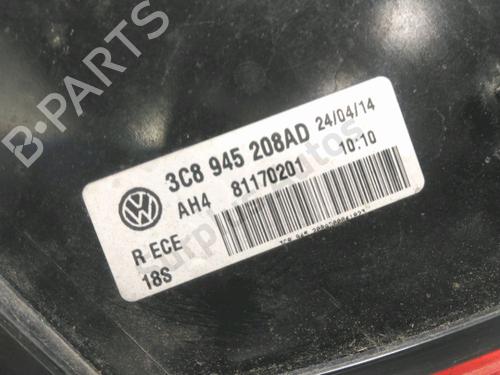 B-PARTS
3C8 945 208AD 24/04/14
AH4 81170201 10:10
R ECE
18S